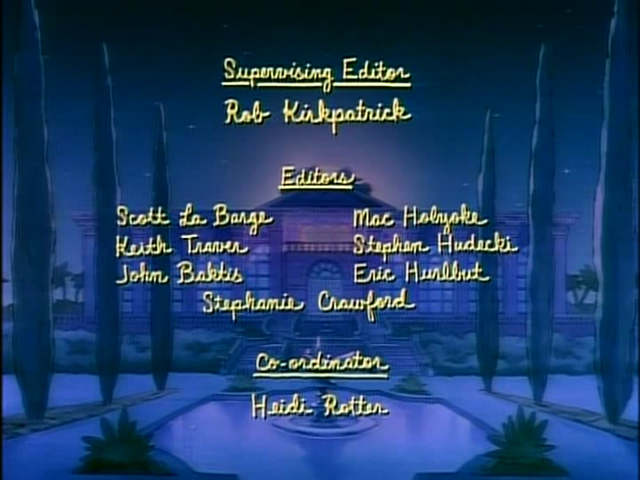 Supervising Editor
Rob Kirkpatrick
Editors
Scott La Barge Mac Holyoke
Keith Traver Stephen Hudecki
John Baktis Eric Hurlbut
Stephanie Crawford
Co-ordinator
Heidi Rotter